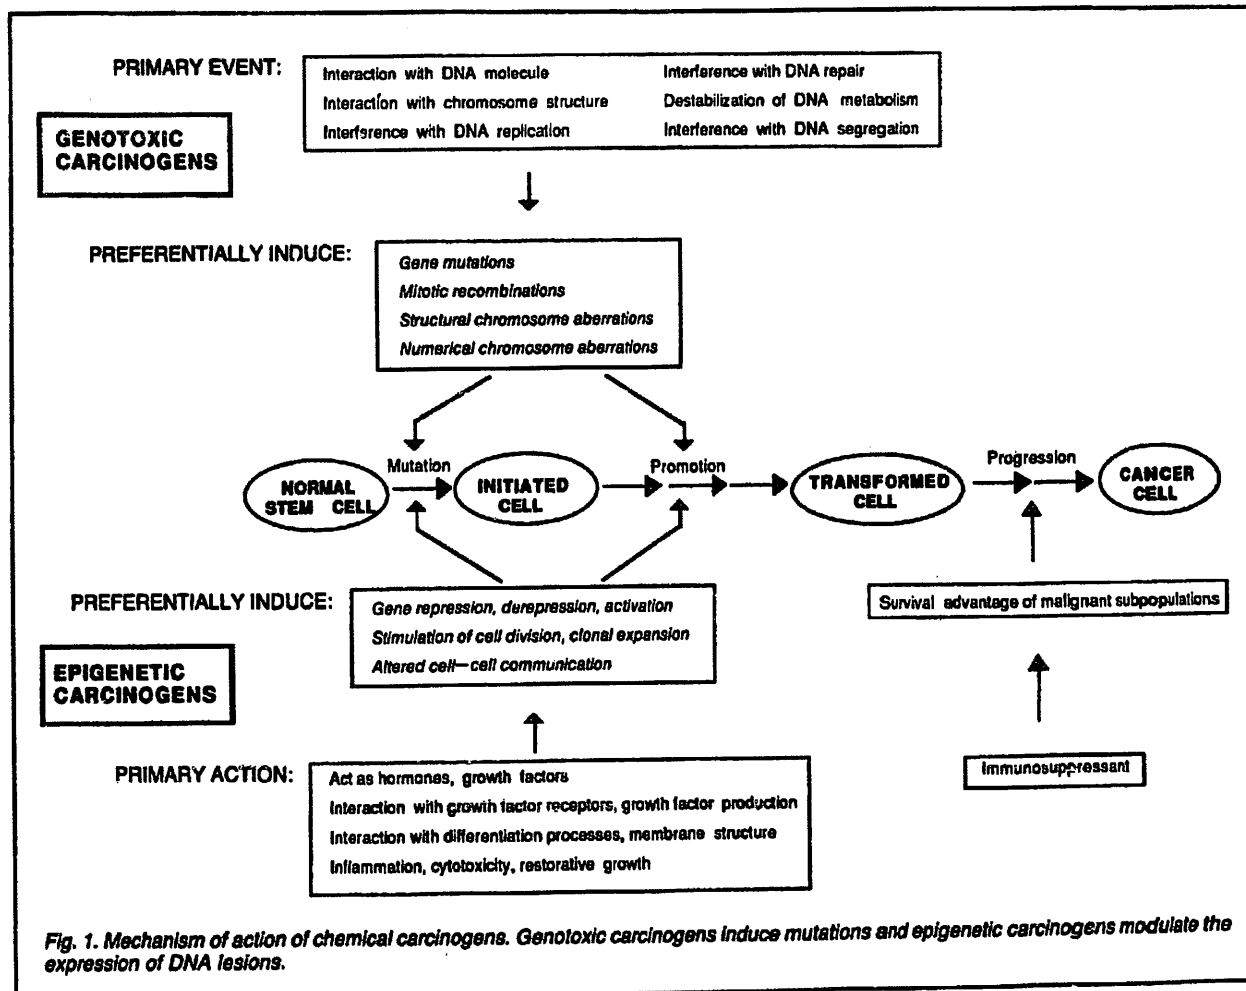 PRIMARY EVENT:
Interaction with DNA molecule
Interaction with chromosome structure
Interference with DNA replication
Interference with DNA repair
Destabilization of DNA metabolism
Interference with DNA segregation
GENOTOXIC
CARCINOGENS
PREFERENTIALLY INDUCE:
Gene mutations
Mitotic recombinations
Structural chromosome aberrations
Numerical chromosome aberrations
NORMAL
STEM CELL
Mutation
INITIATED
CELL
Promotion
TRANSFORMED
CELL
Progression
CANCER
CELL
PREFERENTIALLY INDUCE:
Gene repression, derepression, activation
Stimulation of cell division, clonal expansion
Altered cell-cell communication
Survival advantage of malignant subpopulations
EPIGENETIC
CARCINOGENS
PRIMARY ACTION:
Act as hormones, growth factors
Interaction with growth factor receptors, growth factor production
Interaction with differentiation processes, membrane structure
Inflammation, cytotoxicity, restorative growth
Immunosuppressant
Fig. 1. Mechanism of action of chemical carcinogens. Genotoxic carcinogens induce mutations and epigenetic carcinogens modulate the
expression of DNA lesions.